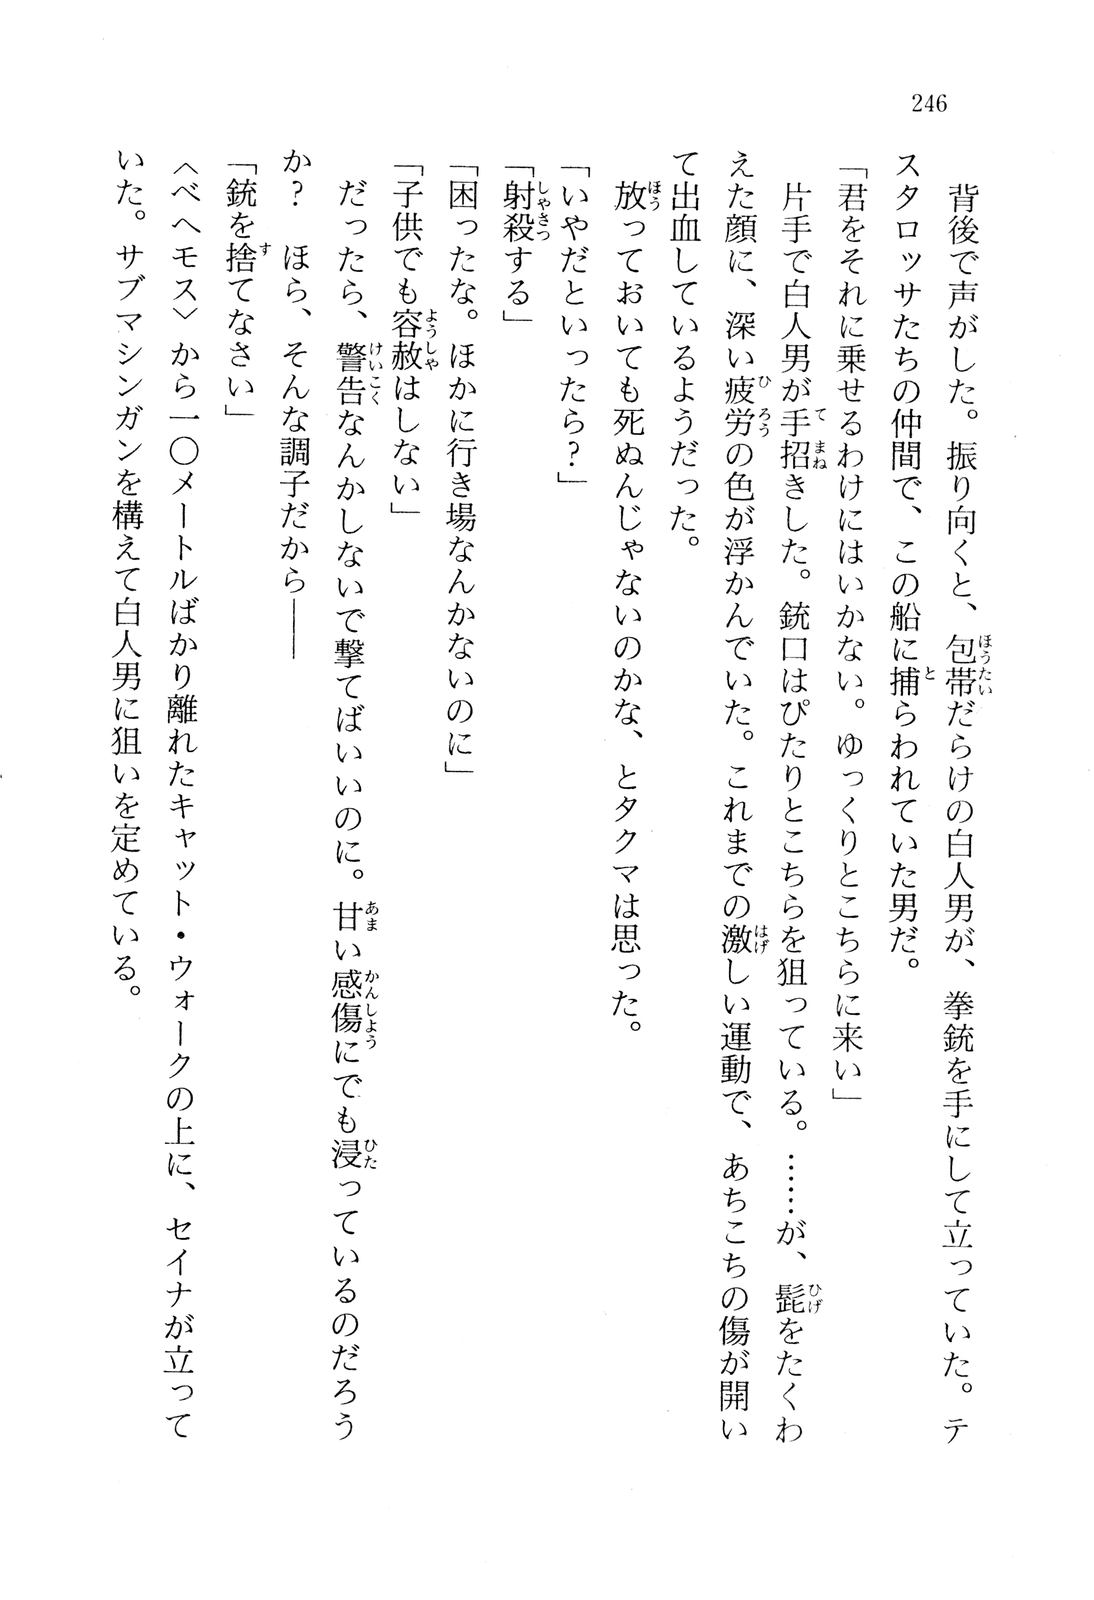 246
背後で声がした。振り向くと、包帯だらけの白人男が、拳銃を手にして立っていた。テ
スタロッサたちの仲間で、この船に捕らわれていた男だ。
「君をそれに乗せるわけにはいかない。ゆっくりとこちらに来い」
片手で白人男が手招きした。銃口はぴたりとこちらを狙っている。……が、髭をたくわ
えた顔に、深い疲労の色が浮かんでいた。これまでの激しい運動で、あちこちの傷が開い
て出血しているようだった。
放っておいても死ぬんじゃないのかな、とタクマは思った。
「いやだといったら？」
「射殺する」
「困ったな。ほかに行き場なんかないのに」
「子供でも容赦はしない」
だったら、警告なんかしないで撃てばいいのに。甘い感傷にでも浸っているのだろう
か？　ほら、そんな調子だから――
「銃を捨てなさい」
〈ベヘモス〉から一〇メートルばかり離れたキャット・ウォークの上に、セイナが立って
いた。サブマシンガンを構えて白人男に狙いを定めている。